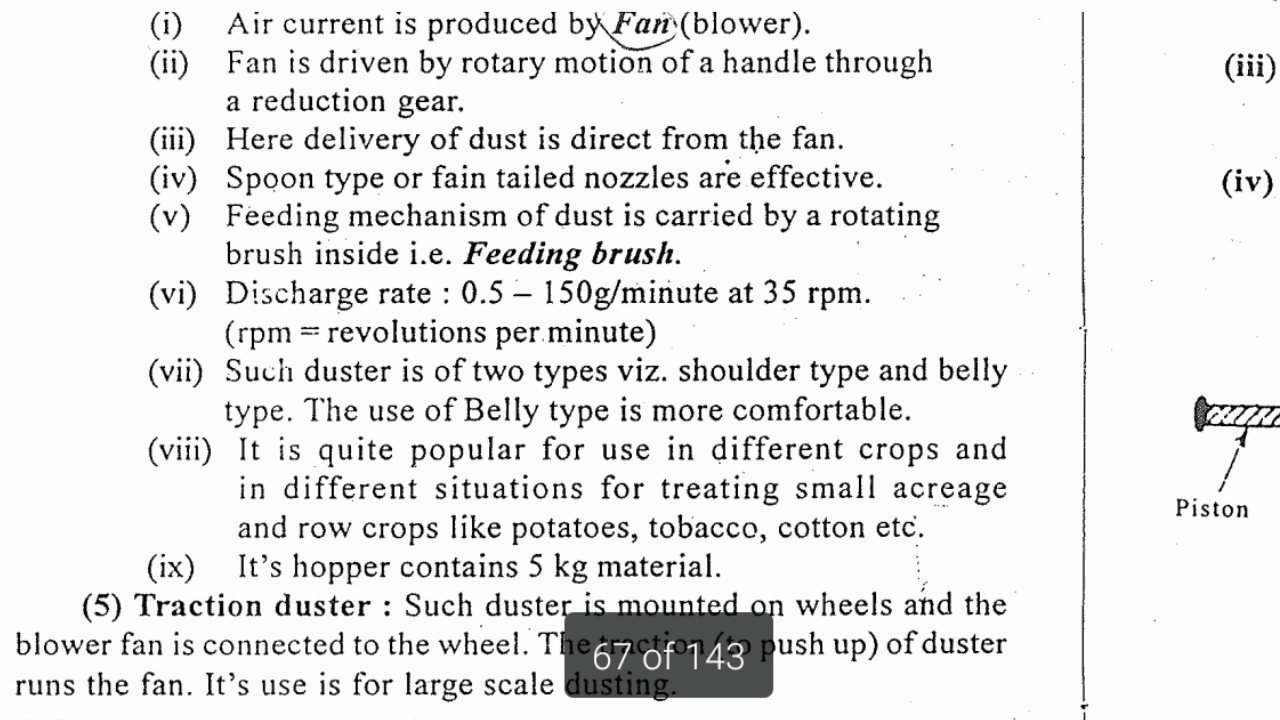 (i) Air current is produced by Fan (blower).
(ii) Fan is driven by rotary motion of a handle through
a reduction gear.
(iii) Here delivery of dust is direct from the fan.
(iv) Spoon type or fain tailed nozzles are effective.
(v) Feeding mechanism of dust is carried by a rotating
brush inside i.e. Feeding brush.
(vi) Discharge rate : 0.5 – 150g/minute at 35 rpm.
(rpm = revolutions per minute)
(vii) Such duster is of two types viz. shoulder type and belly
type. The use of Belly type is more comfortable.
(viii) It is quite popular for use in different crops and
in different situations for treating small acreage
and row crops like potatoes, tobacco, cotton etc.
(ix) It's hopper contains 5 kg material.
(5) Traction duster : Such duster is mounted on wheels and the
blower fan is connected to the wheel. The traction (to push up) of duster
runs the fan. It's use is for large scale dusting.
67 of 143
(iii)
(iv)
Piston